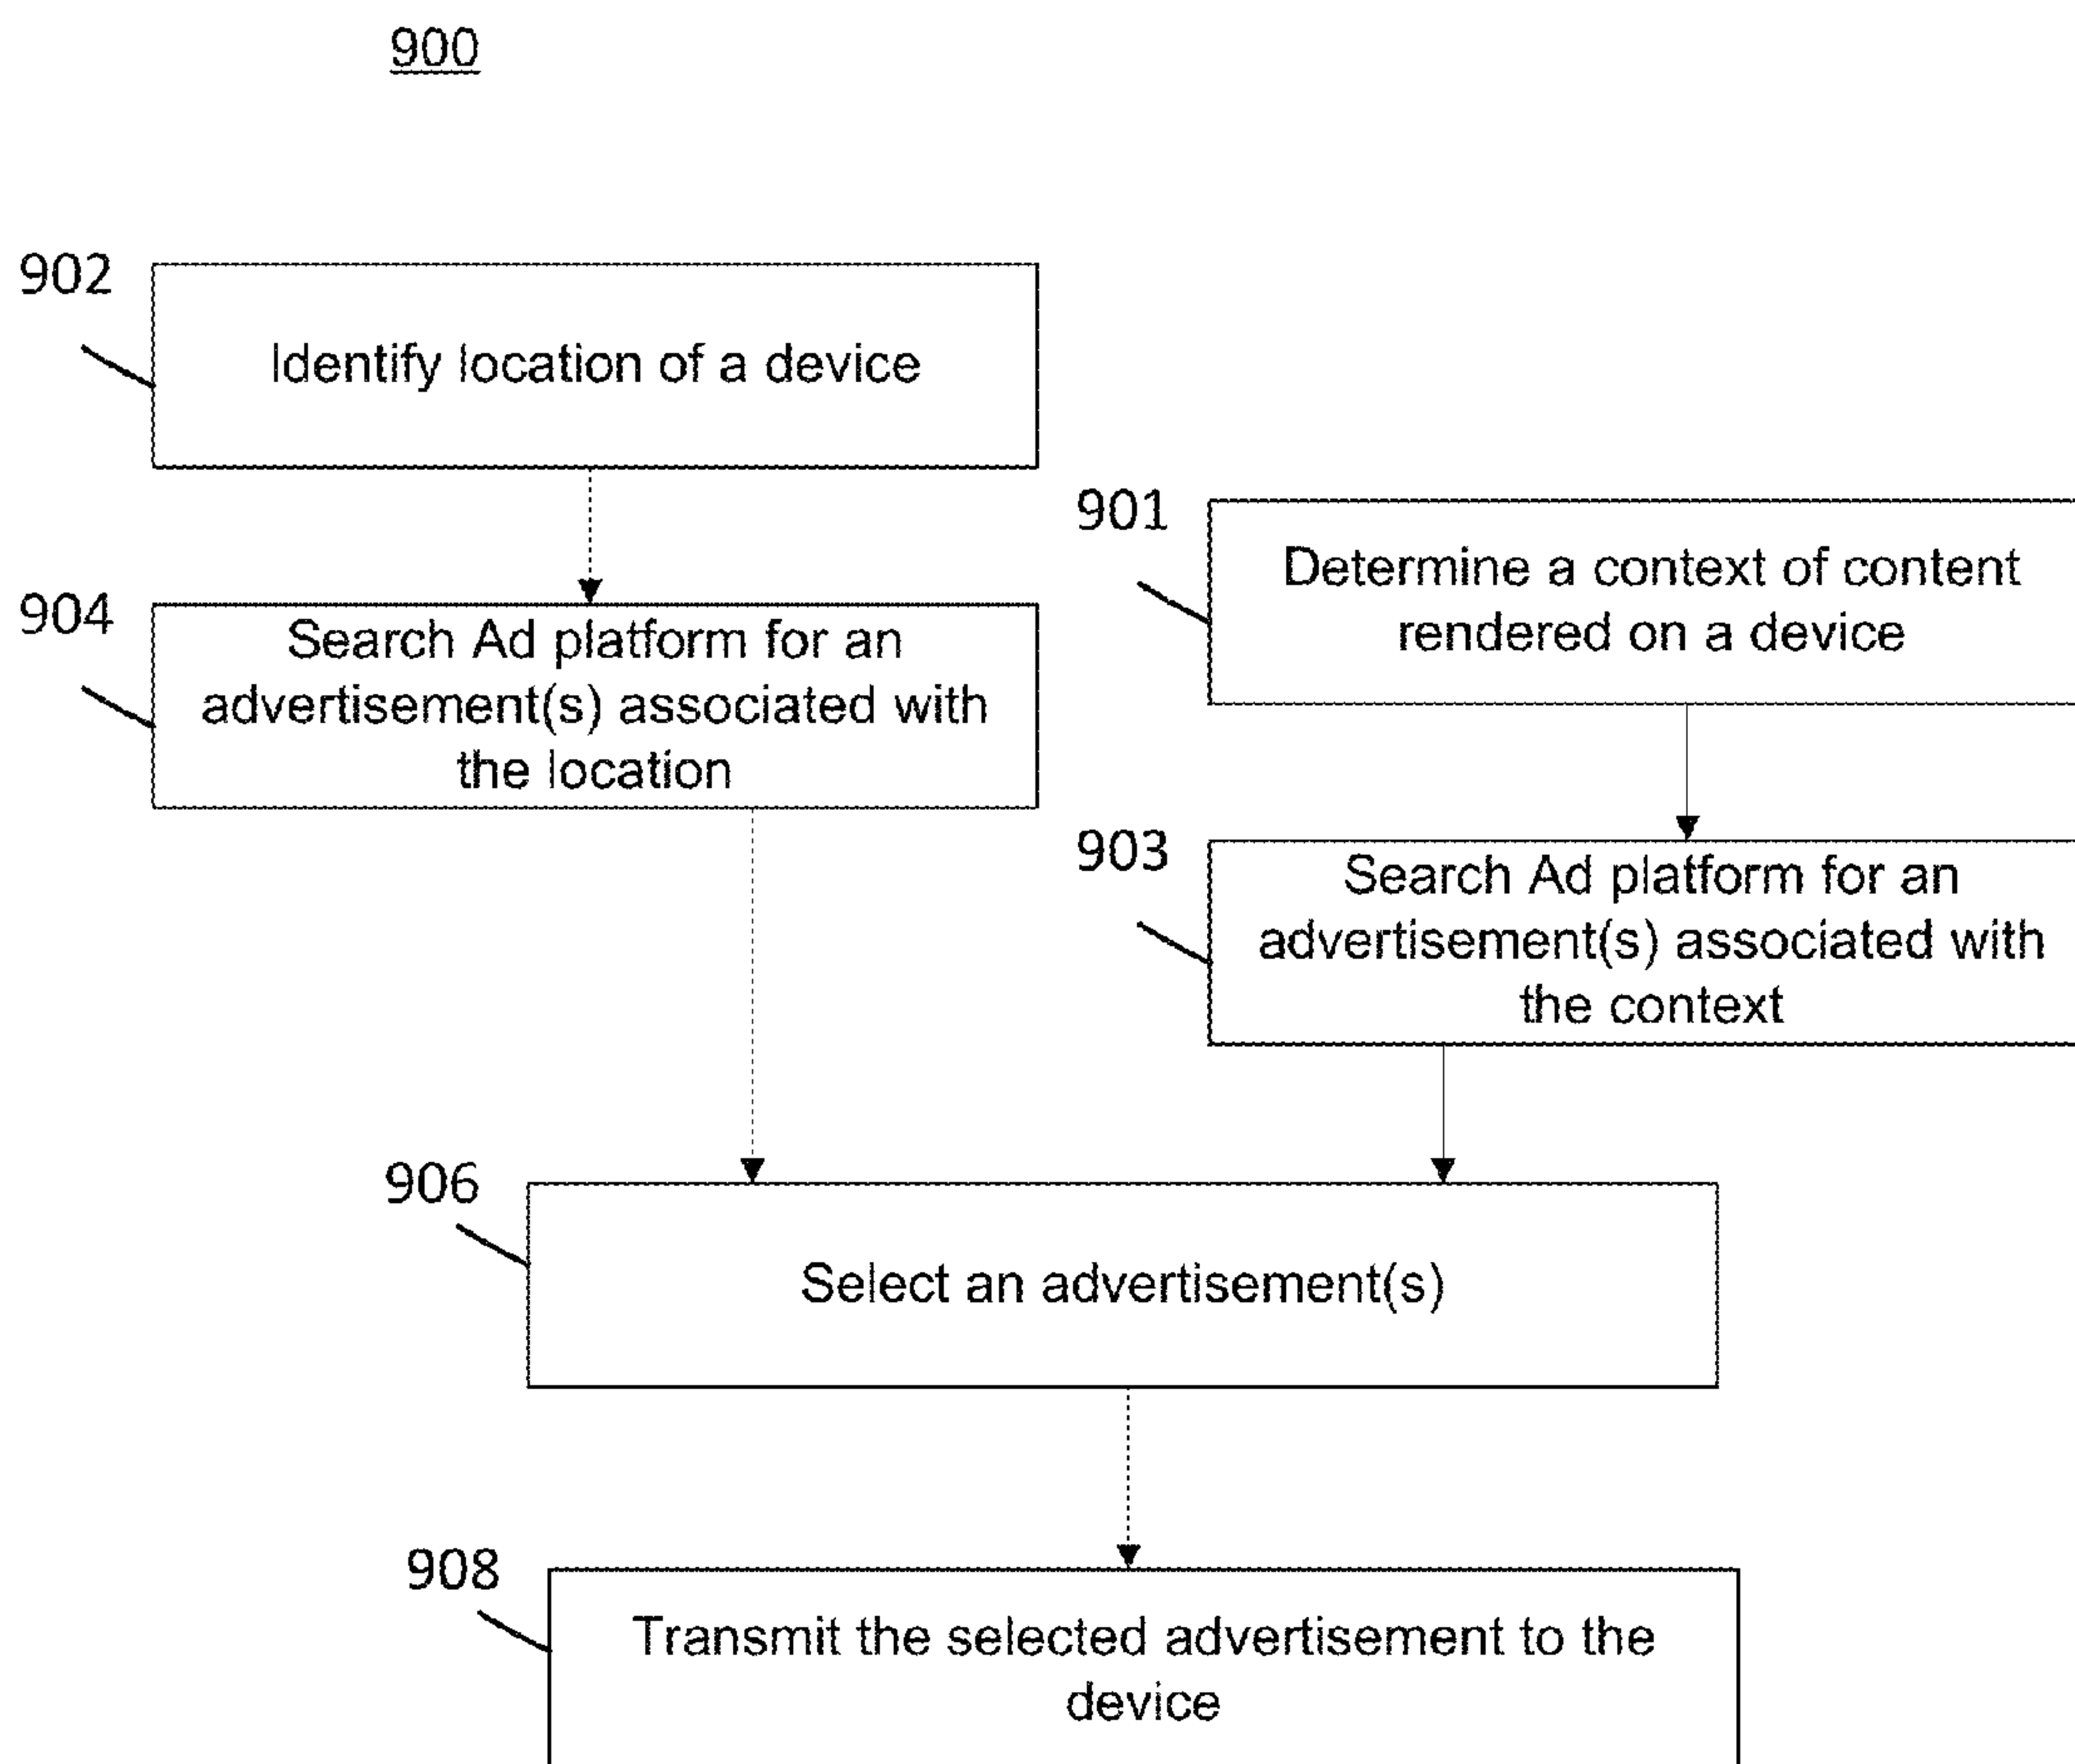 900
902
Identify location of a device
904
Search Ad platform for an
advertisement(s) associated with
the location
901
Determine a context of content
rendered on a device
903
Search Ad platform for an
advertisement(s) associated with
the context
906
Select an advertisement(s)
908
Transmit the selected advertisement to the
device